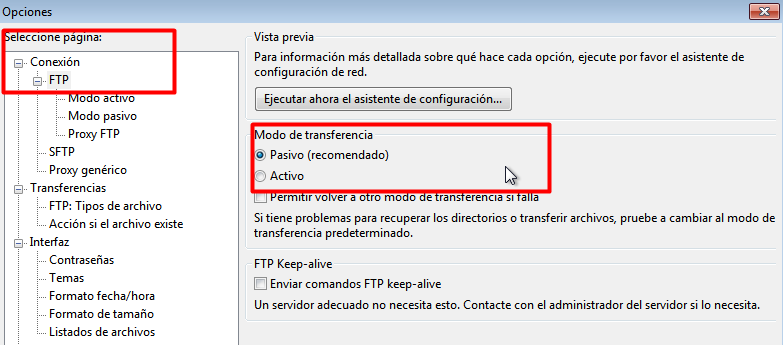 Opciones
Seleccione página:
Conexión
FTP
Modo activo
Modo pasivo
Proxy FTP
SFTP
Proxy genérico
Transferencias
FTP: Tipos de archivo
Acción si el archivo existe
Interfaz
Contraseñas
Temas
Formato fecha/hora
Formato de tamaño
Listados de archivos
Vista previa
Para información más detallada sobre qué hace cada opción, ejecute por favor el asistente de
configuración de red.
Ejecutar ahora el asistente de configuración...
Modo de transferencia
Pasivo (recomendado)
Activo
Permitir volver a otro modo de transferencia si falla
Si tiene problemas para recuperar los directorios o transferir archivos, pruebe a cambiar al modo de
transferencia predeterminado.
FTP Keep-alive
Enviar comandos FTP keep-alive
Un servidor adecuado no necesita esto. Contacte con el administrador del servidor si lo necesita.